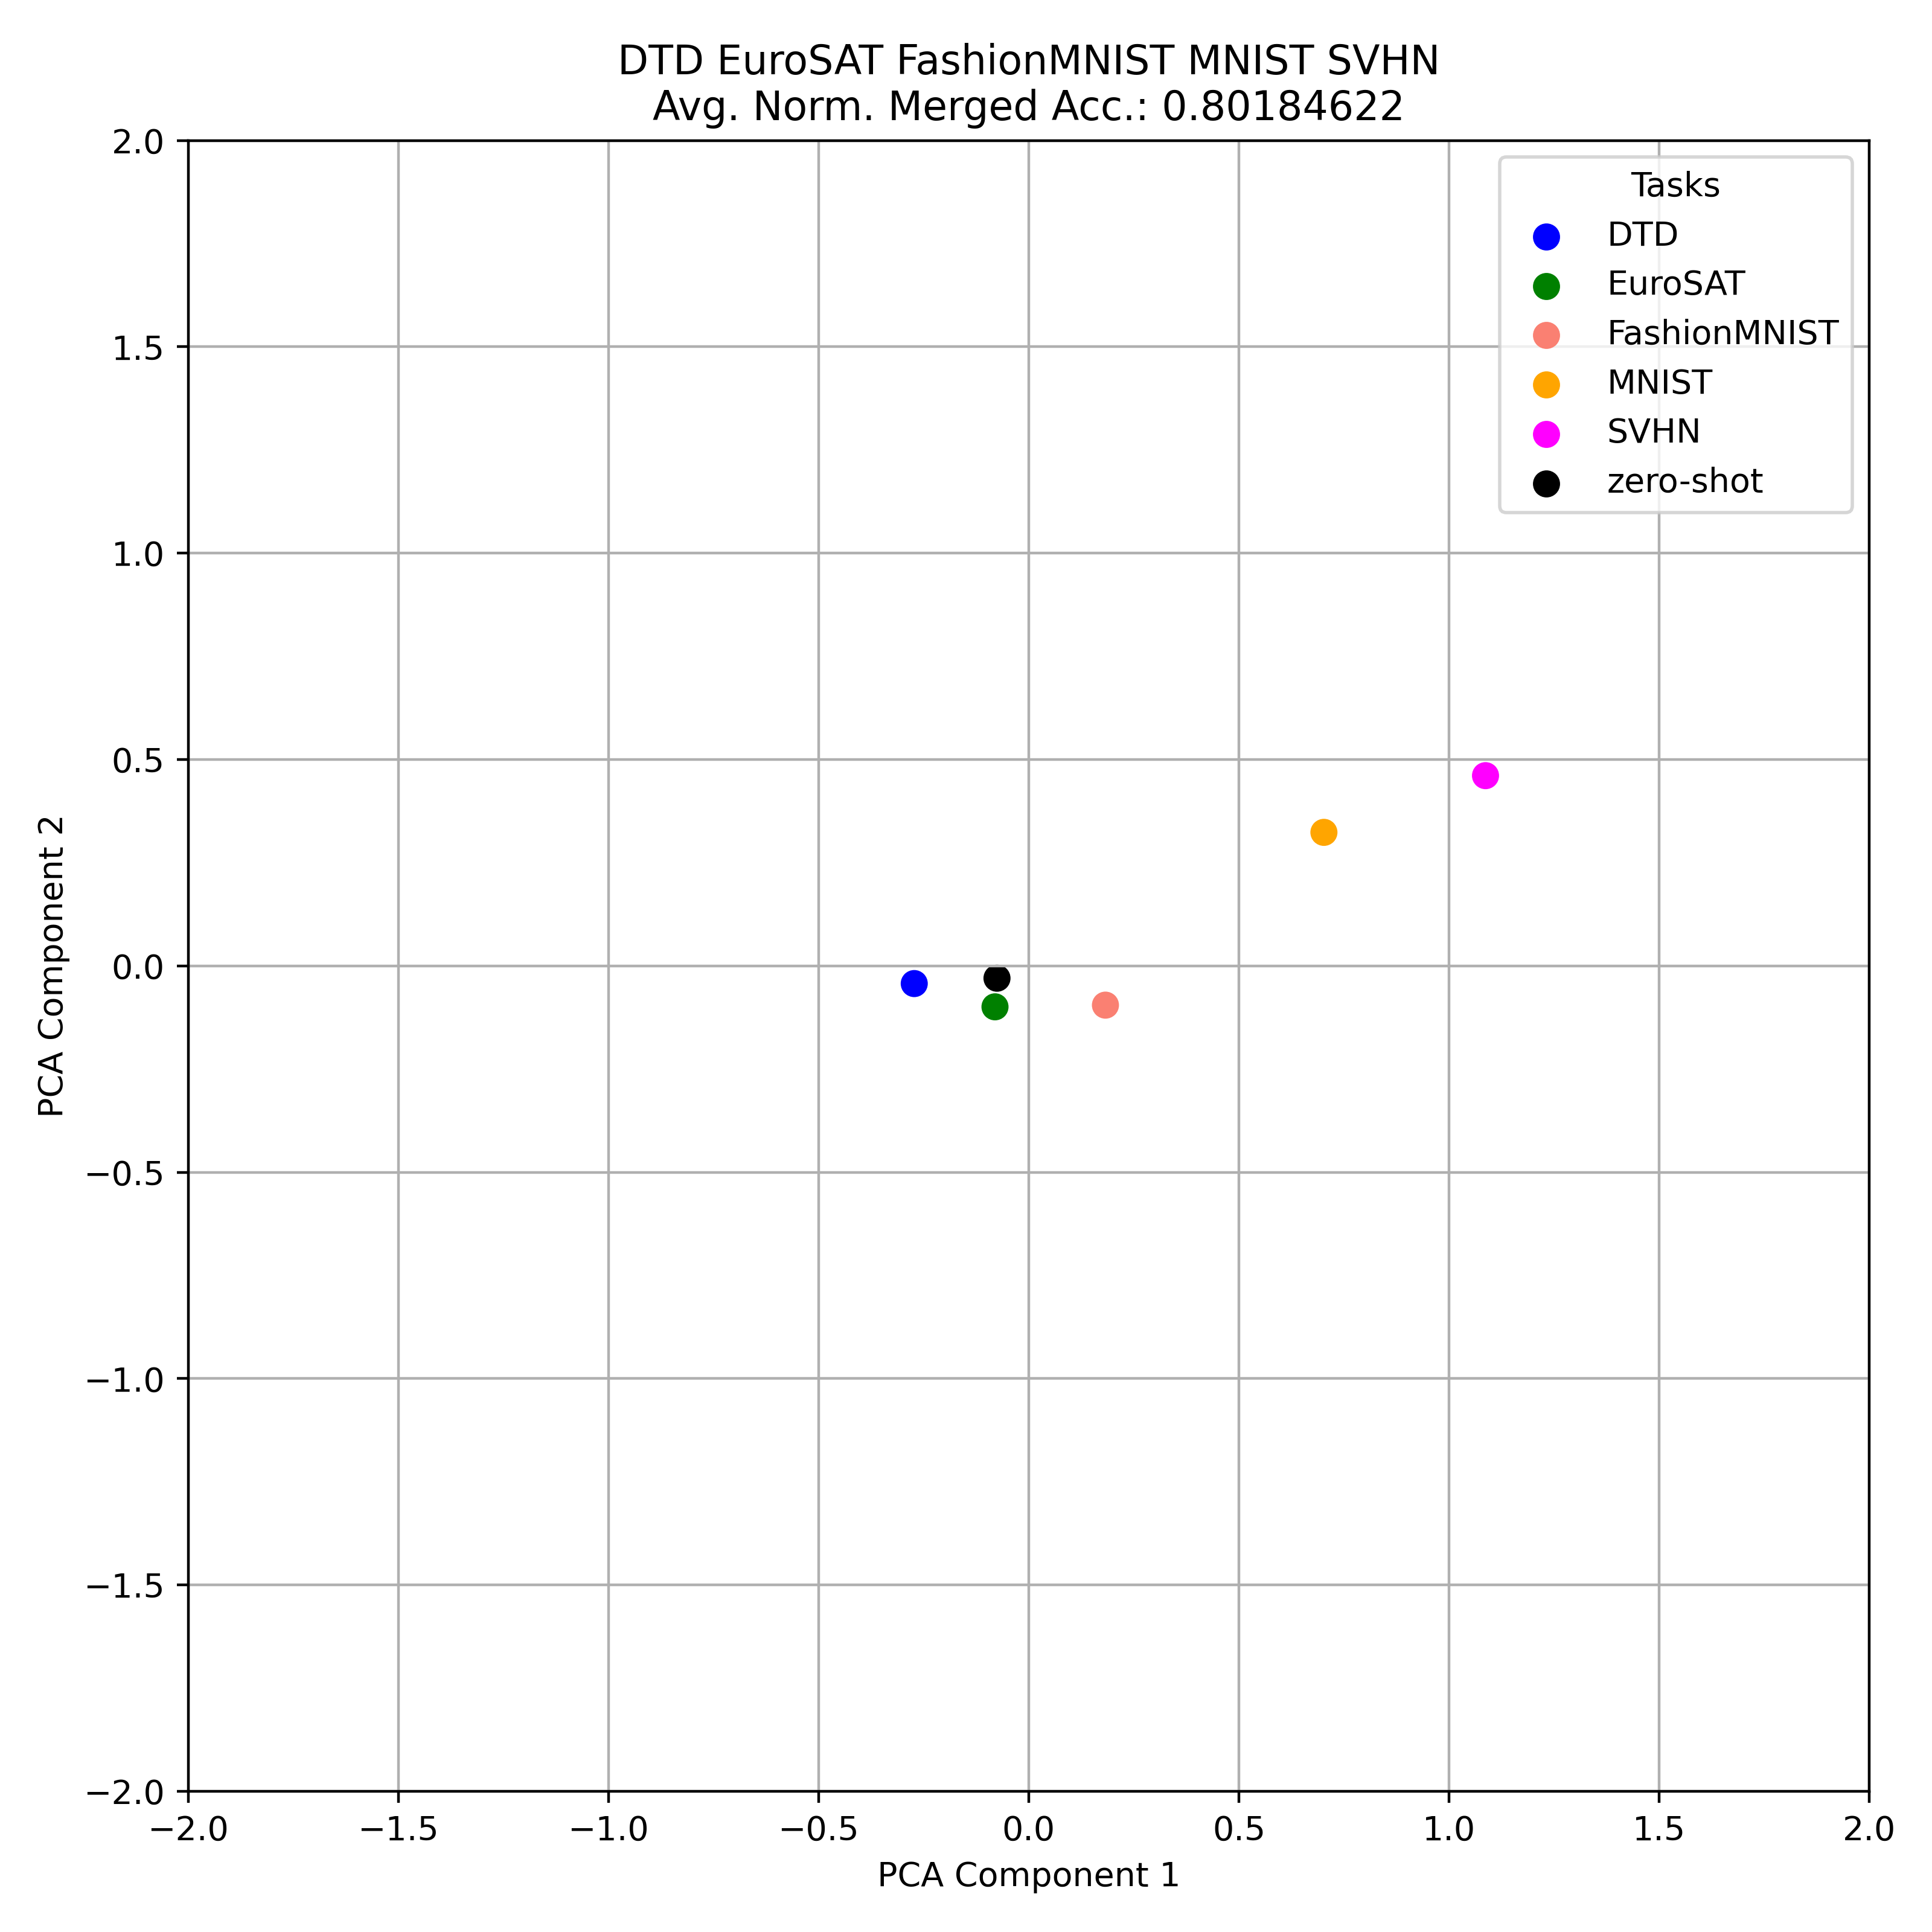 DTD EuroSAT FashionMNIST MNIST SVHN
Avg. Norm. Merged Acc.: 0.80184622
Tasks
DTD
EuroSAT
FashionMNIST
MNIST
SVHN
zero-shot
PCA Component 2
2.0
1.5
1.0
0.5
0.0
−0.5
−1.0
−1.5
−2.0
−2.0 −1.5 −1.0 −0.5 0.0 0.5 1.0 1.5 2.0
PCA Component 1